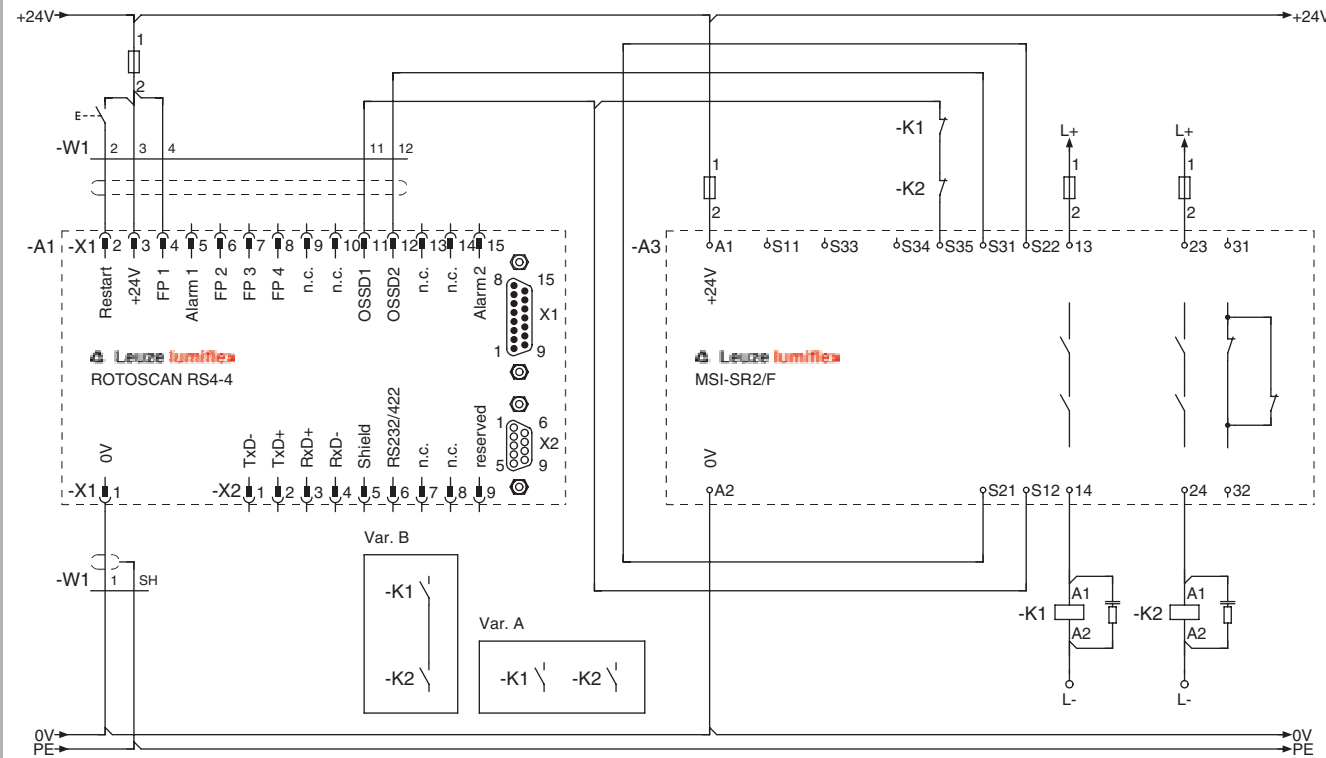 +24V
+24V
1
2
E
-W1 2 3 4 11 12
-K1
-K2
1
2
L+
1
2
L+
1
2
-A1 -X1 2 3 4 5 6 7 8 9 10 11 12 13 14 15
Restart
+24V
FP 1
Alarm 1
FP 2
FP 3
FP 4
n.c.
n.c.
OSSD1
OSSD2
n.c.
n.c.
Alarm 2
8 15
X1
1 9
Leuze lumiflex
ROTOSCAN RS4-4
1 6
X2
5 9
0V
TxD-
TxD+
RxD+
RxD-
Shield
RS232/422
n.c.
n.c.
reserved
-X1 1
-X2 1 2 3 4 5 6 7 8 9
-A3 A1 S11 S33 S34 S35 S31 S22 13 23 31
+24V
Leuze lumiflex
MSI-SR2/F
0V
A2 S21 S12 14 24 32
-W1 1 SH
Var. B
-K1
-K2
Var. A
-K1 -K2
-K1 A1
A2
L-
-K2 A1
A2
L-
0V
0V
PE
PE